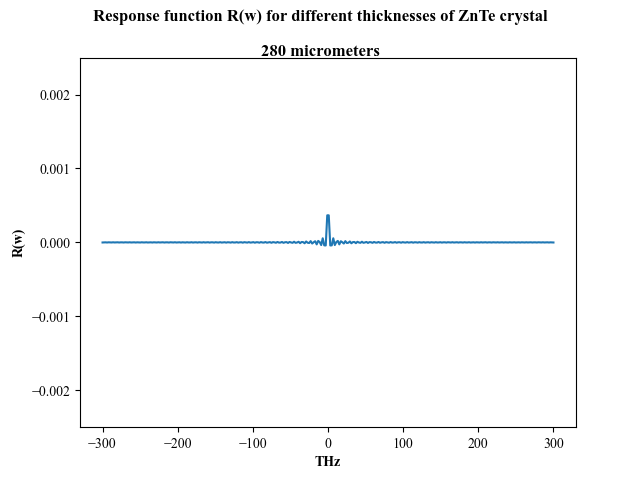 Response function R(w) for different thicknesses of ZnTe crystal
280 micrometers
0.002
0.001
0.000
−0.001
−0.002
R(w)
−300 −200 −100 0 100 200 300
THz